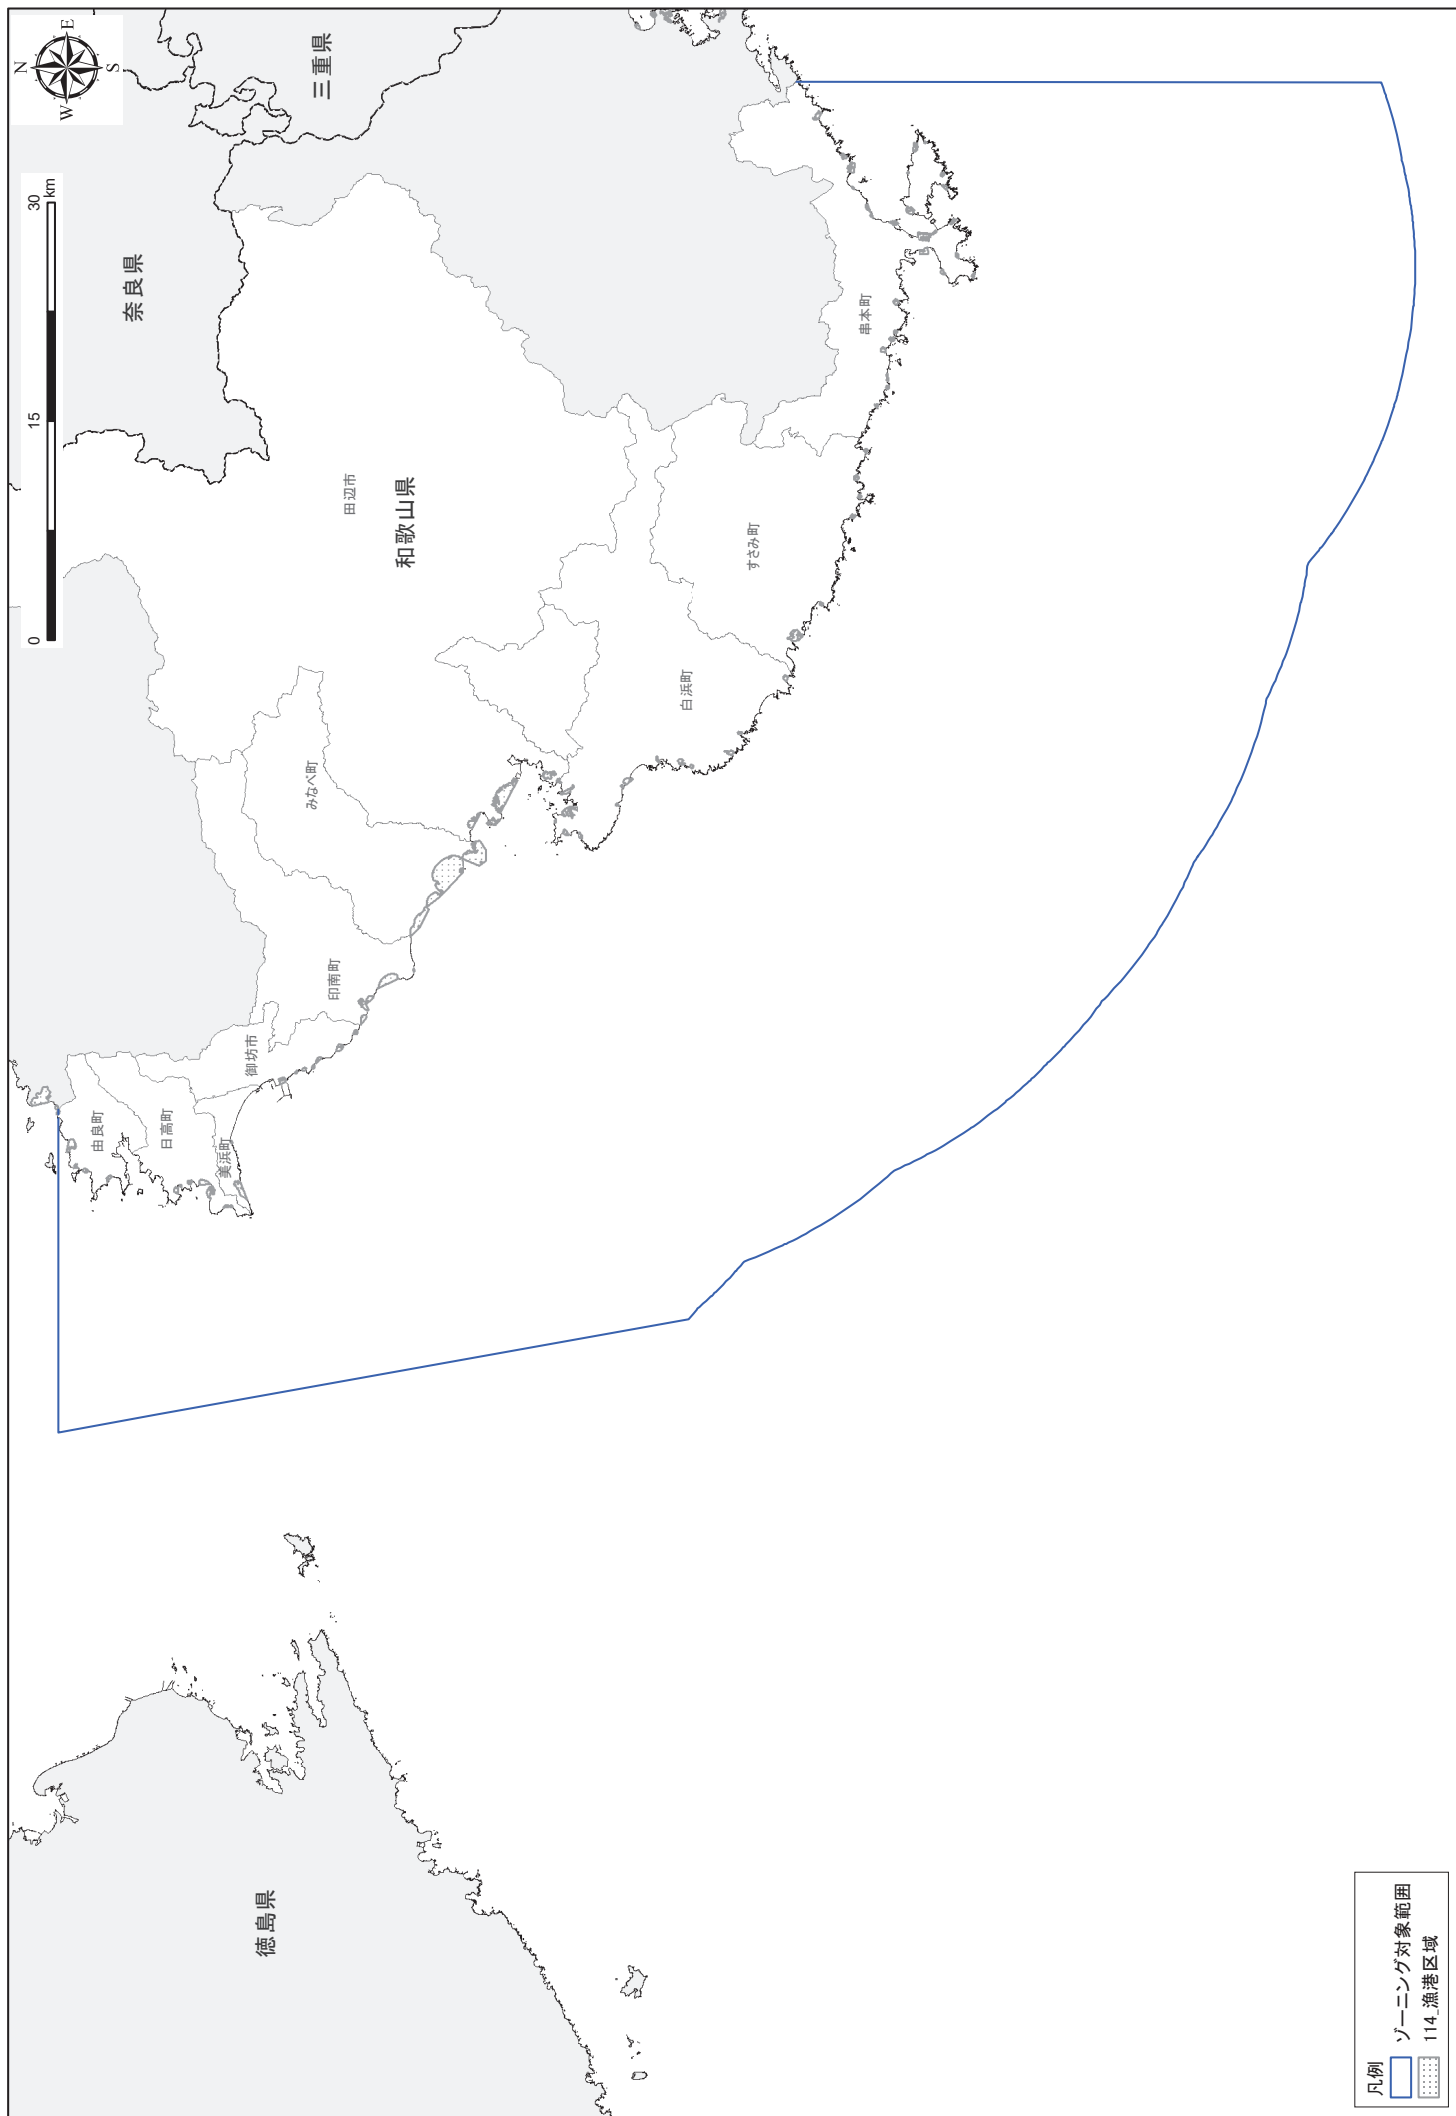 N
W
E
S
0
15
30
km
奈良県
三重県
和歌山県
田辺市
みなべ町
印南町
御坊市
由良町
日高町
美浜町
白浜町
すさみ町
串本町
徳島県
凡例
ゾーニング対象範囲
114_漁港区域